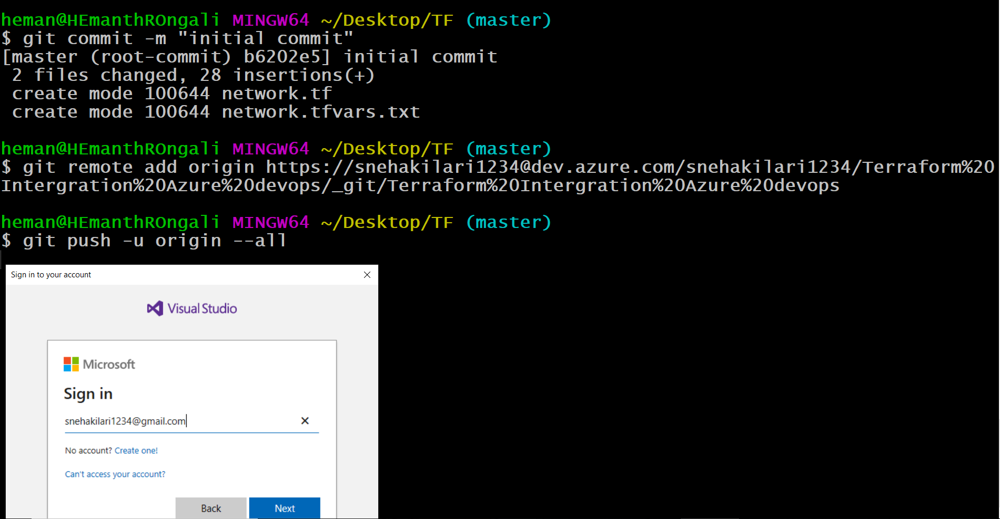 heman@HEmanthROngali MINGW64 ~/Desktop/TF (master)
$ git commit -m "initial commit"
[master (root-commit) b6202e5] initial commit
 2 files changed, 28 insertions(+)
 create mode 100644 network.tf
 create mode 100644 network.tfvars.txt
heman@HEmanthROngali MINGW64 ~/Desktop/TF (master)
$ git remote add origin https://snehakilari1234@dev.azure.com/snehakilari1234/Terraform%20
Intergration%20Azure%20devops/_git/Terraform%20Intergration%20Azure%20devops
heman@HEmanthROngali MINGW64 ~/Desktop/TF (master)
$ git push -u origin --all
Sign in to your account
Visual Studio
Microsoft
Sign in
snehakilari1234@gmail.com
No account? Create one!
Can't access your account?
Back Next